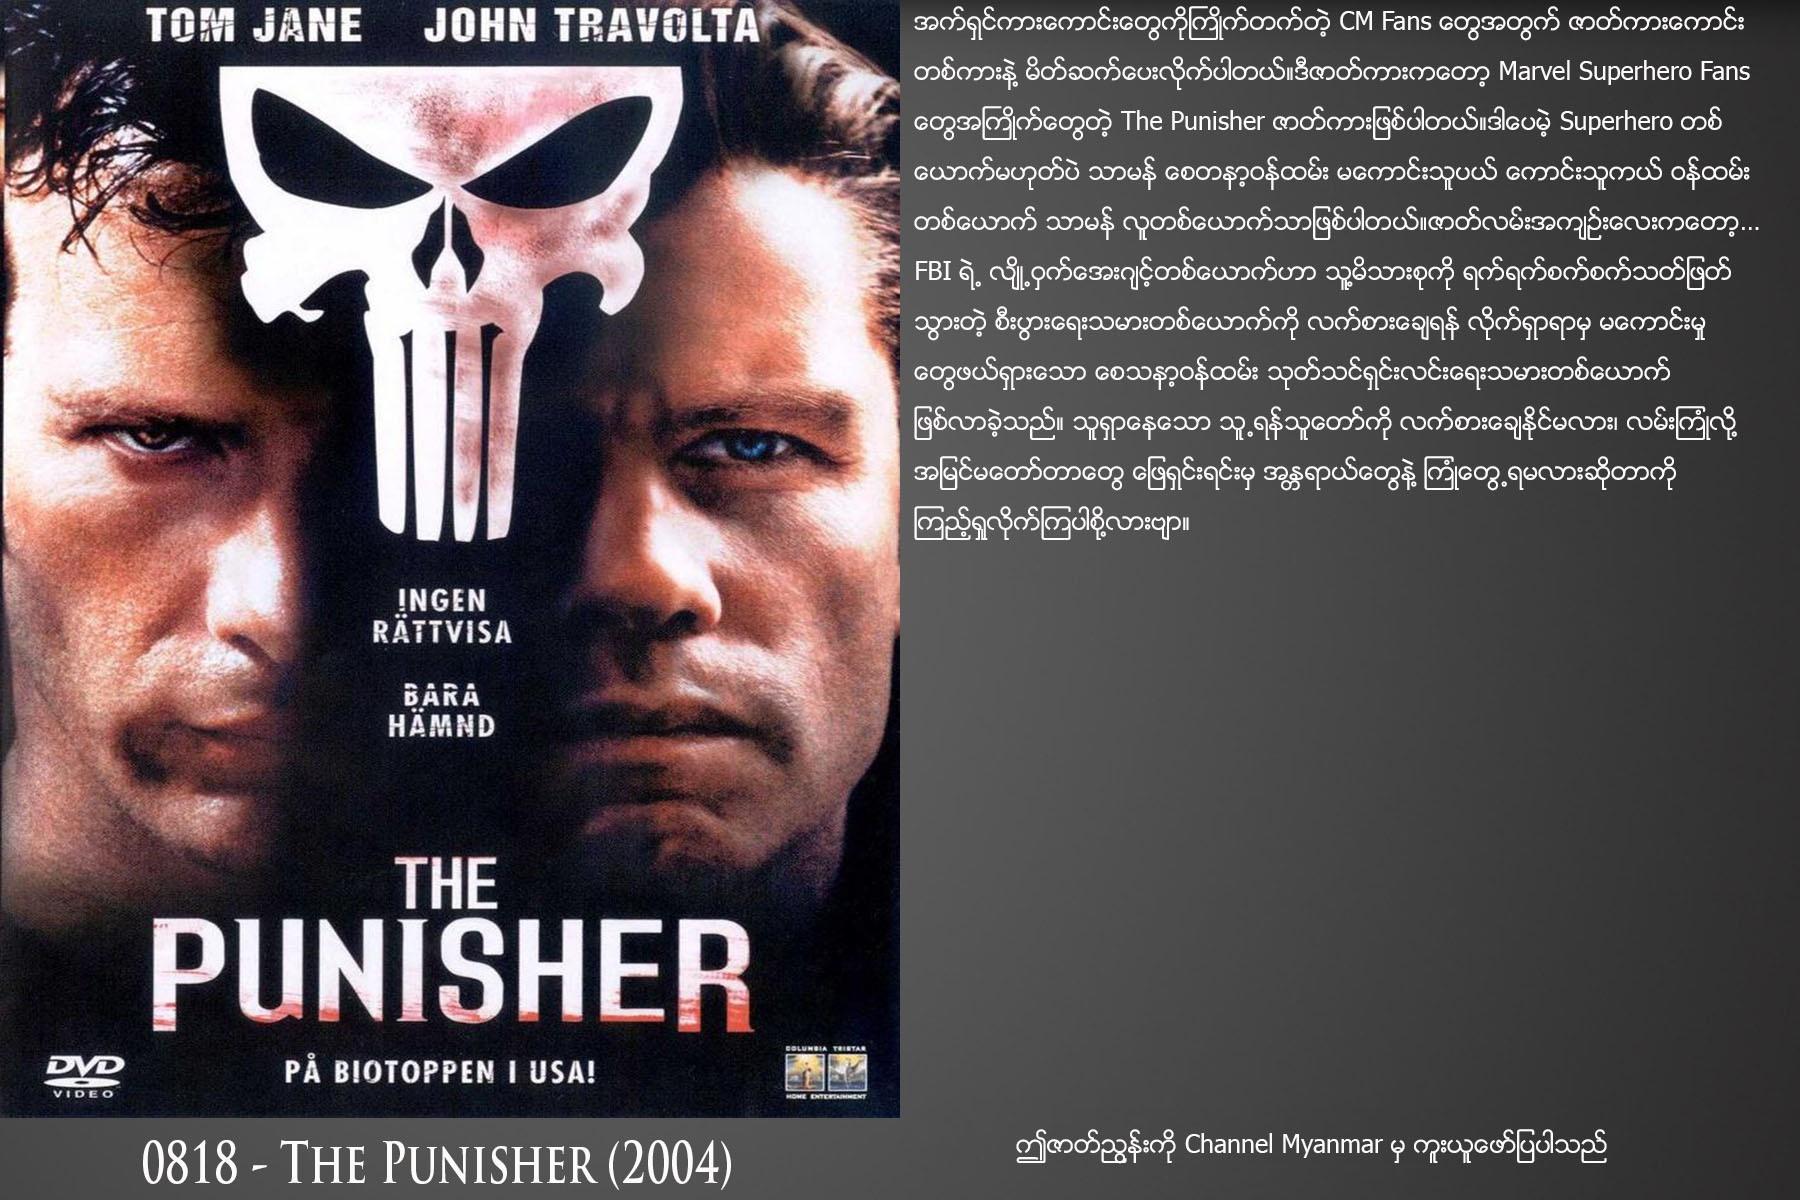 TOM JANE JOHN TRAVOLTA
INGEN
RÄTTVISA
BARA
HÄMND
THE
PUNISHER
DVD
VIDEO
PÅ BIOTOPPEN I USA!
COLUMBIA TRISTAR
HOME ENTERTAINMENT
0818 - THE PUNISHER (2004)
အက်ရှင်ကားကောင်းတွေကိုကြိုက်တက်တဲ့ CM Fans တွေအတွက် ဇာတ်ကားကောင်း
တစ်ကားနဲ့ မိတ်ဆက်ပေးလိုက်ပါတယ်။ဒီဇာတ်ကားကတော့ Marvel Superhero Fans
တွေအကြိုက်တွေတဲ့ The Punisher ဇာတ်ကားဖြစ်ပါတယ်။ဒါပေမဲ့ Superhero တစ်
ယောက်မဟုတ်ပဲ သာမန် စေတနာ့ဝန်ထမ်း မကောင်းသူပယ် ကောင်းသူကယ် ဝန်ထမ်း
တစ်ယောက် သာမန် လူတစ်ယောက်သာဖြစ်ပါတယ်။ဇာတ်လမ်းအကျဉ်းလေးကတော့...
FBI ရဲ့ လျှို့ဝှက်အေးဂျင့်တစ်ယောက်ဟာ သူ့မိသားစုကို ရက်ရက်စက်စက်သတ်ဖြတ်
သွားတဲ့ စီးပွားရေးသမားတစ်ယောက်ကို လက်စားချေရန် လိုက်ရှာရာမှ မကောင်းမှု
တွေဖယ်ရှားသော စေသနာ့ဝန်ထမ်း သုတ်သင်ရှင်းလင်းရေးသမားတစ်ယောက်
ဖြစ်လာခဲ့သည်။ သူရှာနေသော သူ့ရန်သူတော်ကို လက်စားချေနိုင်မလား၊ လမ်းကြုံလို့
အမြင်မတော်တာတွေ ဖြေရှင်းရင်းမှ အန္တရာယ်တွေနဲ့ ကြုံတွေ့ရမလားဆိုတာကို
ကြည့်ရှုလိုက်ကြပါစို့လားဗျာ။
ဤဇာတ်ညွှန်းကို Channel Myanmar မှ ကူးယူဖော်ပြပါသည်